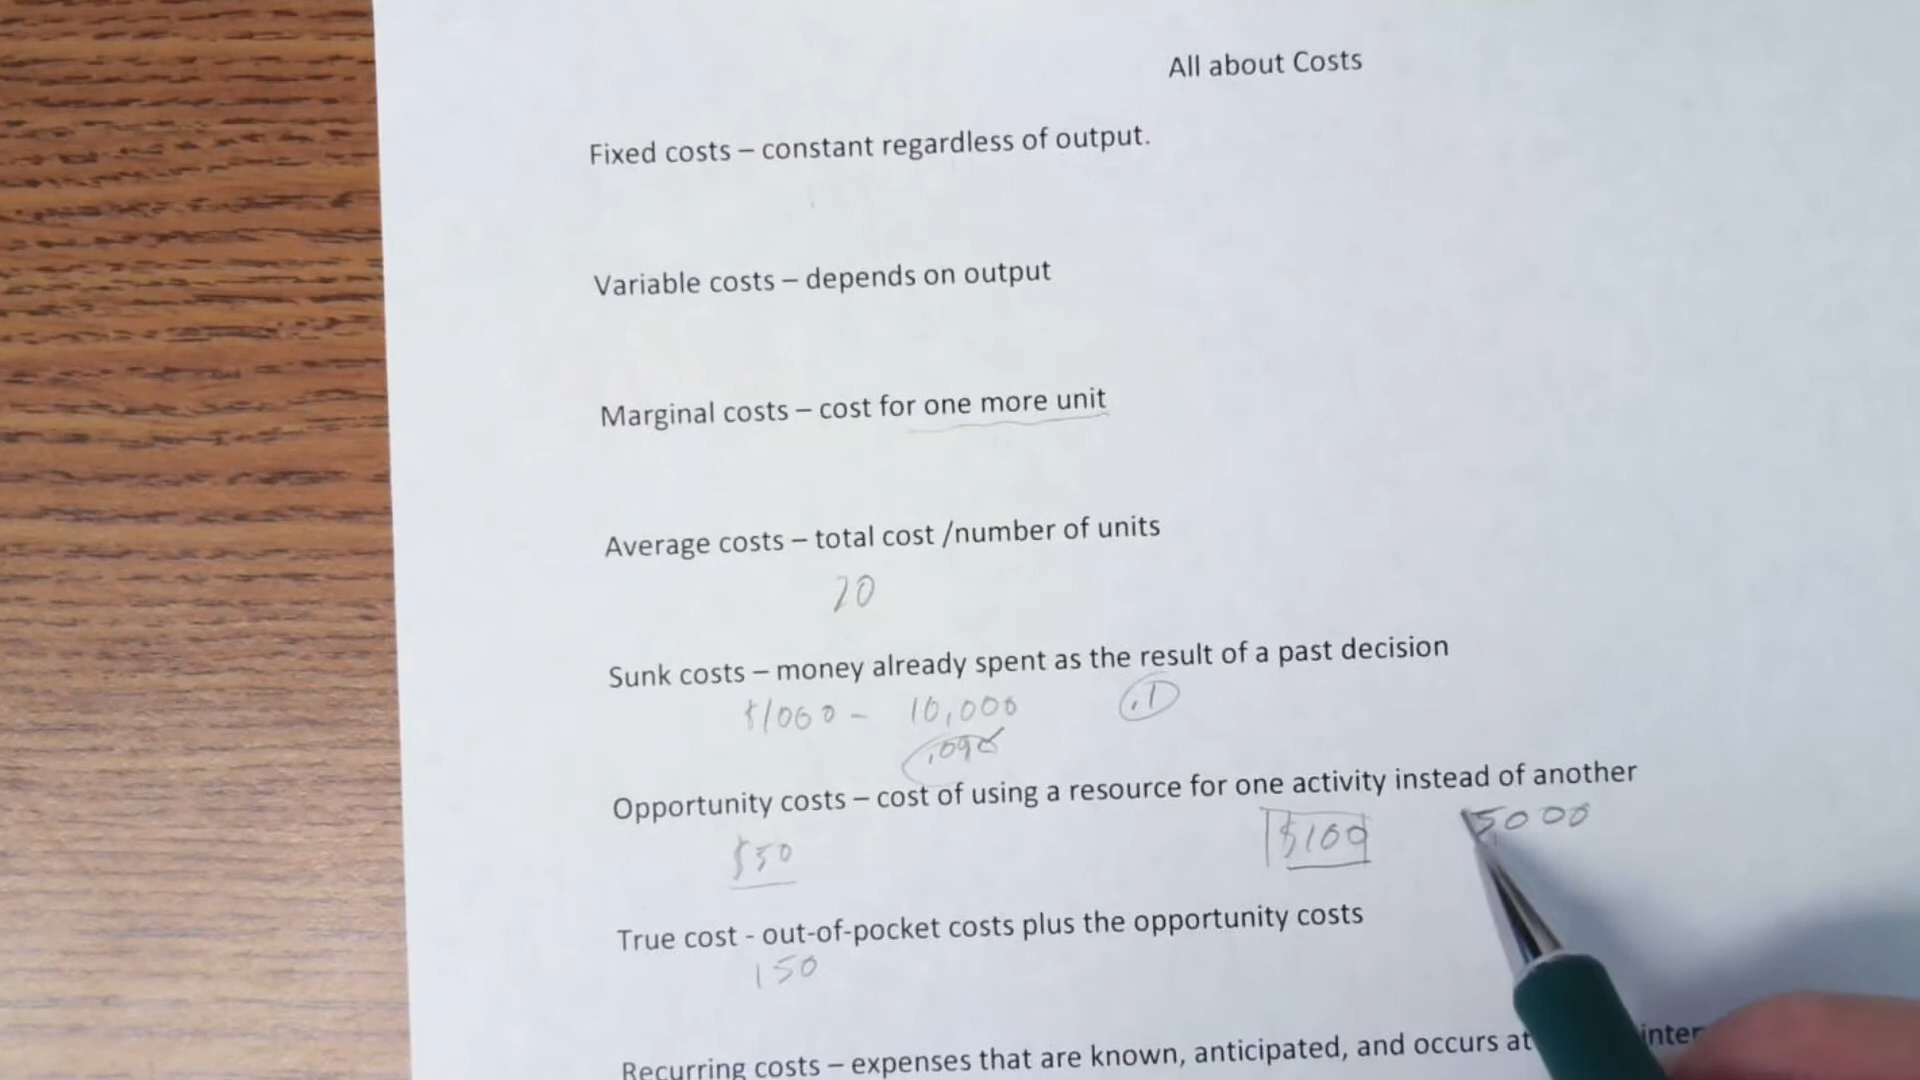 All about Costs
Fixed costs – constant regardless of output.
Variable costs – depends on output
Marginal costs – cost for one more unit
Average costs – total cost /number of units
20
Sunk costs – money already spent as the result of a past decision
$1000 – 10,000 .1
Opportunity costs – cost of using a resource for one activity instead of another
$50 $100 5000
True cost - out-of-pocket costs plus the opportunity costs
150
Recurring costs – expenses that are known, anticipated, and occurs at